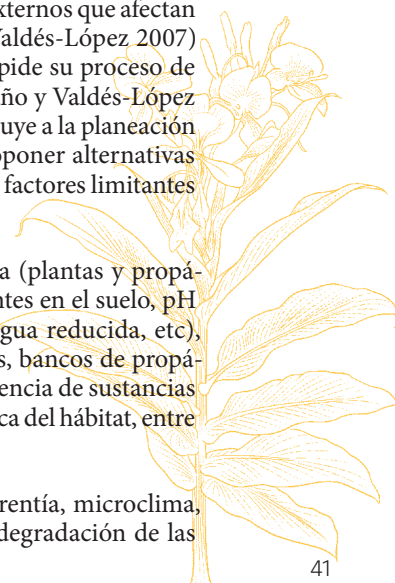 xternos que afectan
aldés-López 2007)
pide su proceso de
ño y Valdés-López
uye a la planeación
oponer alternativas
factores limitantes
a (plantas y propá-
ntes en el suelo, pH
gua reducida, etc),
s, bancos de propá-
encia de sustancias
ca del hábitat, entre
rentía, microclima,
degradación de las
41